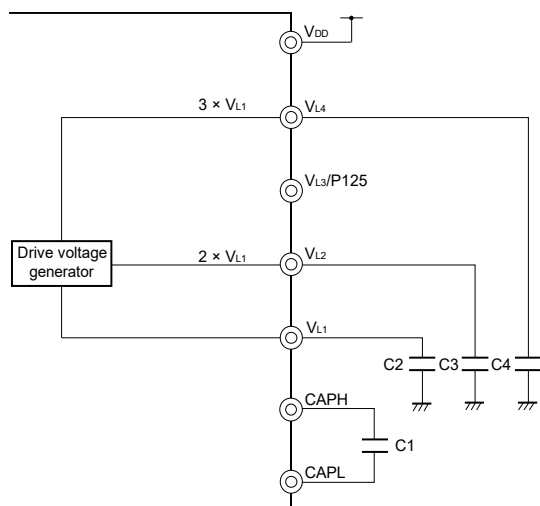 VDD
3 × VL1
VL4
VL3/P125
Drive voltage
generator
2 × VL1
VL2
VL1
C2
C3
C4
CAPH
C1
CAPL